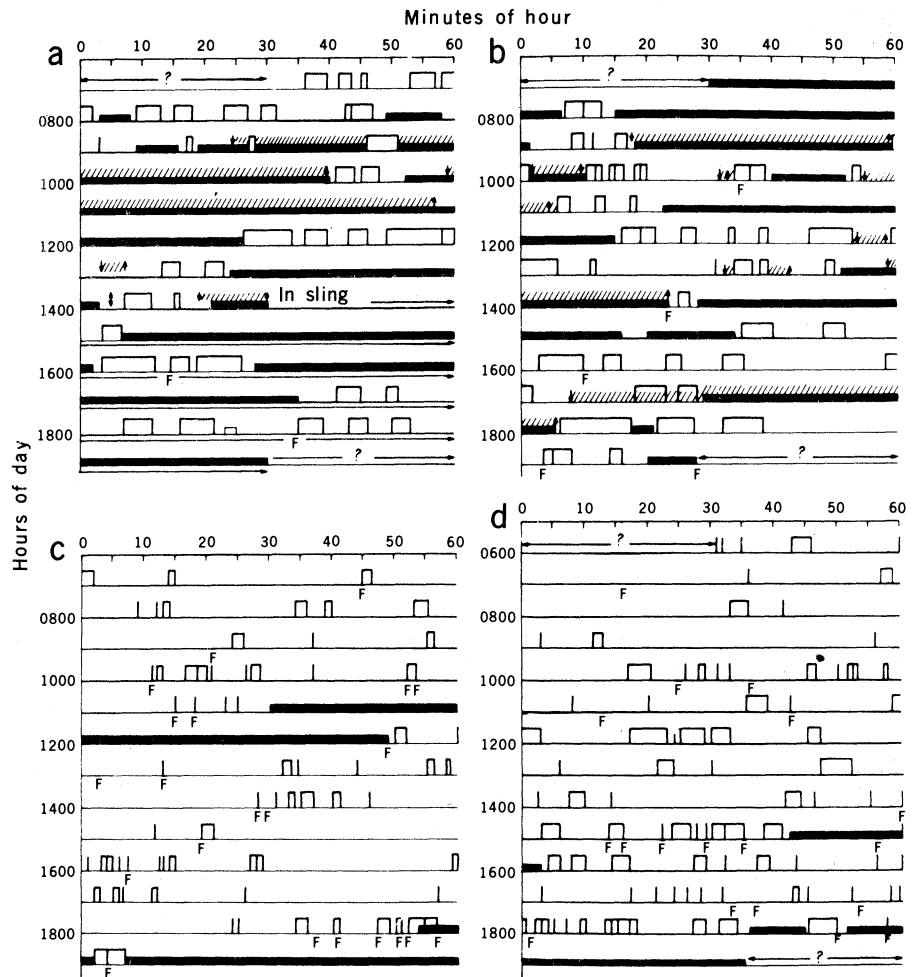 Minutes of hour
a
0 10 20 30 40 50 60
?
0800
1000
1200
In sling
1400
F
1600
F
1800
?
b
0 10 20 30 40 50 60
?
0800
1000
F
1200
1400
F
F
1600
1800
?
F F
Hours of day
c
0 10 20 30 40 50 60
F
0800
F
1000
F F F
F F
1200
F
F F
1400
F F
F
1600
F
F
1800
F F F F F F
F
d
0 10 20 30 40 50 60
?
0600
F
0800
1000
F F
F F
1200
1400
F
F F F F F F
1600
F
F F F
1800
F F F
?